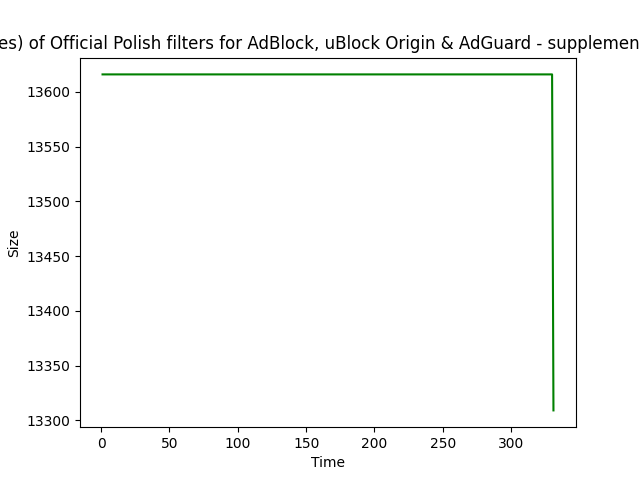 es) of Official Polish filters for AdBlock, uBlock Origin & AdGuard - supplemen
13600
13550
13500
13450
13400
13350
13300
Size
0 50 100 150 200 250 300
Time